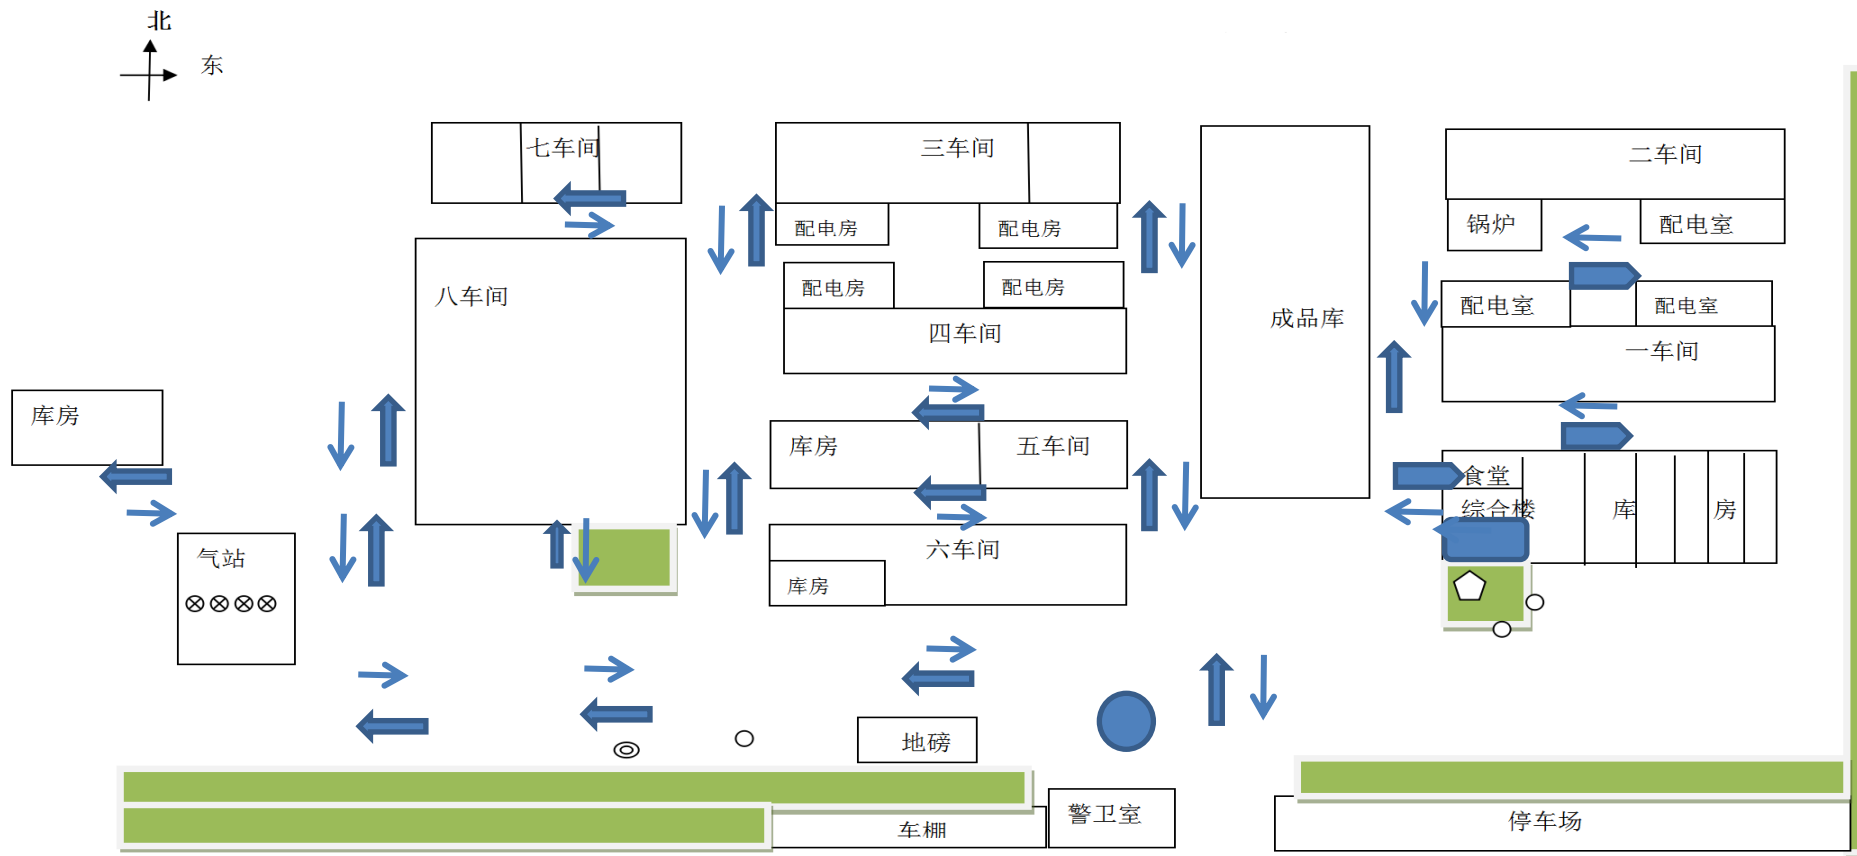 北
东
七车间
三车间
二车间
配电房
配电房
锅炉
配电室
八车间
配电房
配电房
配电室
配电室
成品库
四车间
一车间
库房
库房
五车间
食堂
综合楼
库
房
气站
六车间
库房
地磅
警卫室
车棚
停车场